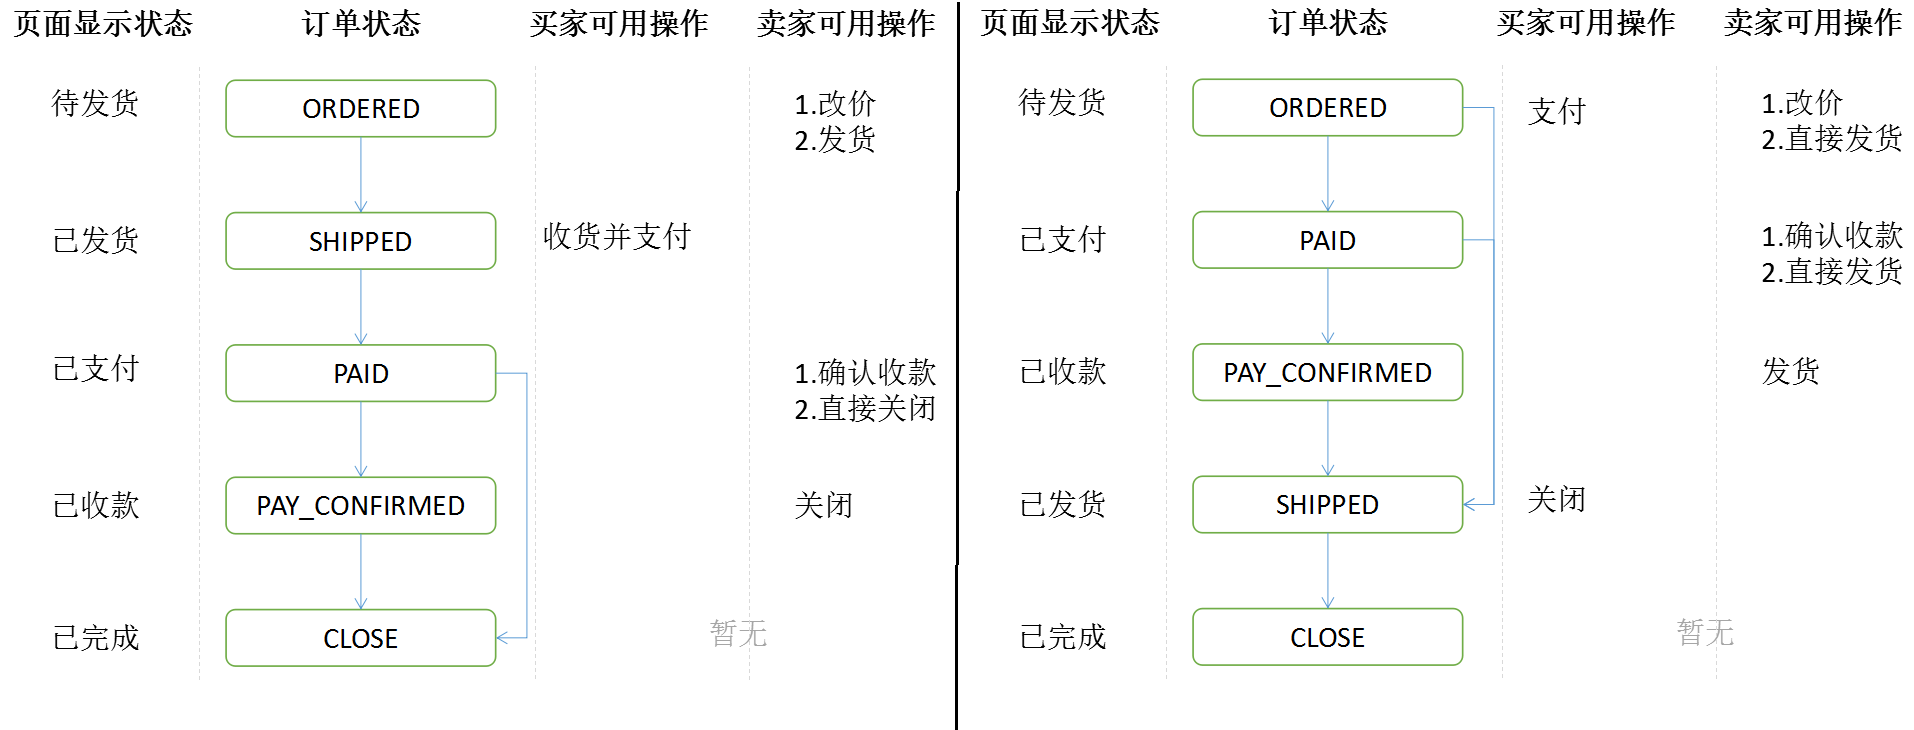 页面显示状态
订单状态
买家可用操作
卖家可用操作
待发货
ORDERED
1.改价
2.发货
已发货
SHIPPED
收货并支付
已支付
PAID
1.确认收款
2.直接关闭
已收款
PAY_CONFIRMED
关闭
已完成
CLOSE
暂无
页面显示状态
订单状态
买家可用操作
卖家可用操作
待发货
ORDERED
支付
1.改价
2.直接发货
已支付
PAID
1.确认收款
2.直接发货
已收款
PAY_CONFIRMED
发货
已发货
SHIPPED
关闭
已完成
CLOSE
暂无